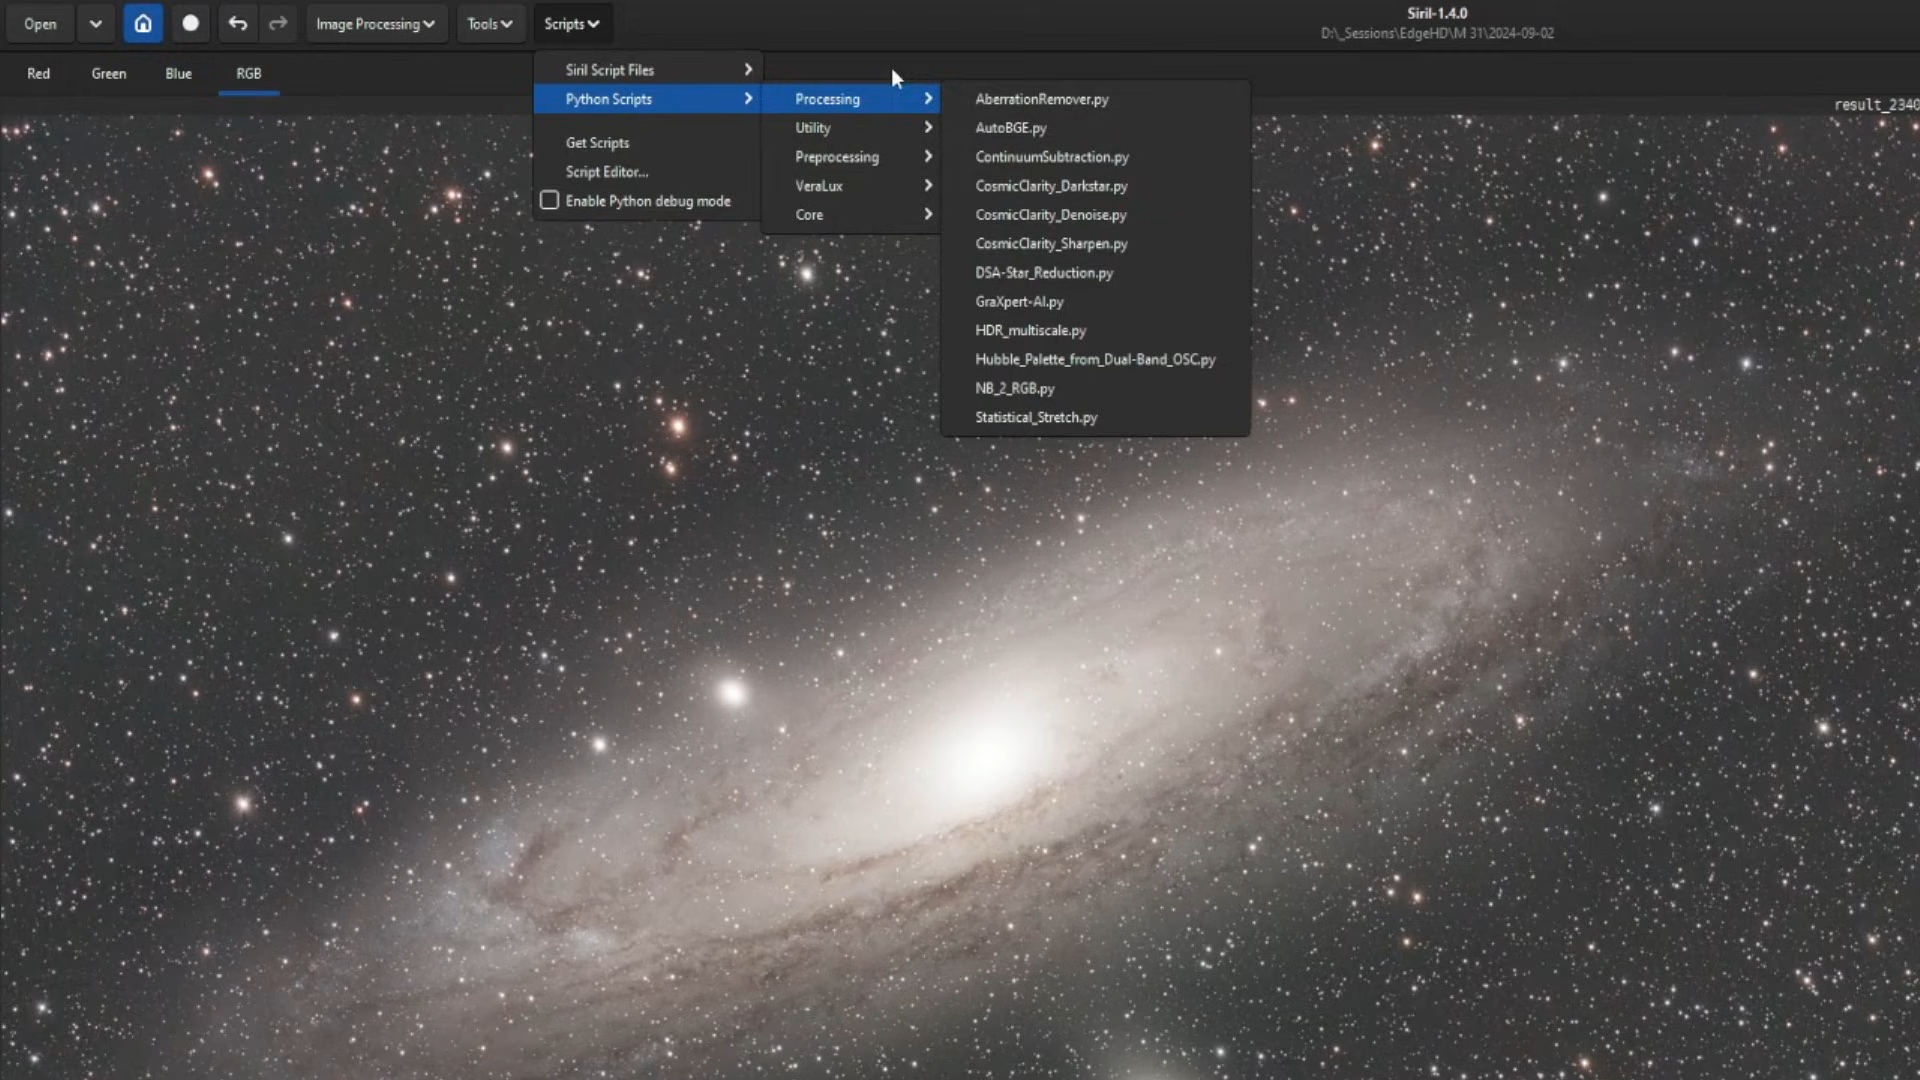 Open
Image Processing
Tools
Scripts
Siril-1.4.0
D:\_Sessions\EdgeHD\M 31\2024-09-02
Red
Green
Blue
RGB
result_2340
Siril Script Files
Python Scripts
Get Scripts
Script Editor...
Enable Python debug mode
Processing
Utility
Preprocessing
VeraLux
Core
AberrationRemover.py
AutoBGE.py
ContinuumSubtraction.py
CosmicClarity_Darkstar.py
CosmicClarity_Denoise.py
CosmicClarity_Sharpen.py
DSA-Star_Reduction.py
GraXpert-AI.py
HDR_multiscale.py
Hubble_Palette_from_Dual-Band_OSC.py
NB_2_RGB.py
Statistical_Stretch.py